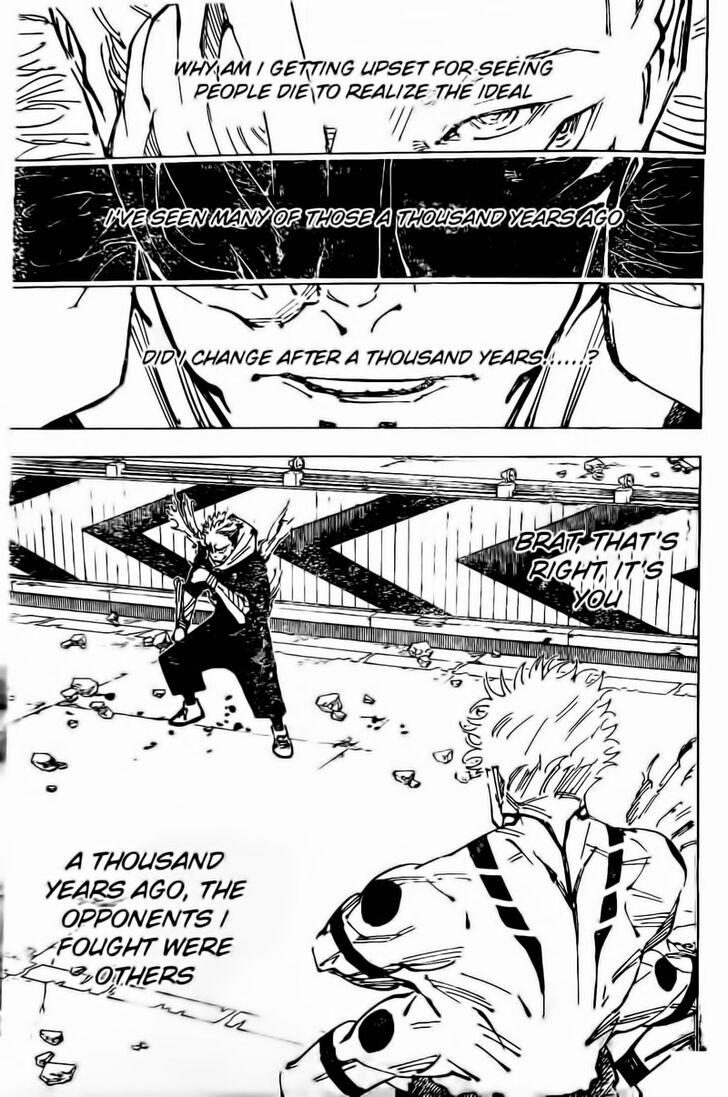 WHY AM I GETTING UPSET FOR SEEING
PEOPLE DIE TO REALIZE THE IDEAL
I'VE SEEN MANY OF THOSE A THOUSAND YEARS AGO
DID I CHANGE AFTER A THOUSAND YEARS......?
BRAT, THAT'S
RIGHT, IT'S
YOU
A THOUSAND
YEARS AGO, THE
OPPONENTS I
FOUGHT WERE
OTHERS